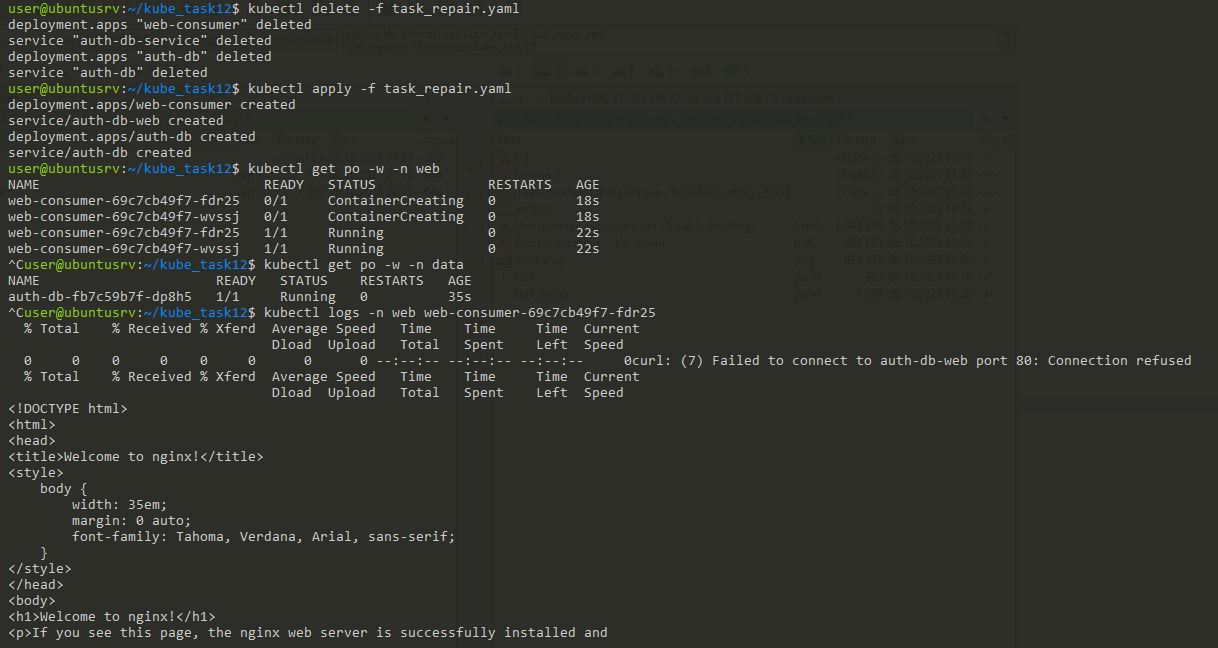 user@ubuntusrv:~/kube_task12$ kubectl delete -f task_repair.yaml
deployment.apps "web-consumer" deleted
service "auth-db-service" deleted
deployment.apps "auth-db" deleted
service "auth-db" deleted
user@ubuntusrv:~/kube_task12$ kubectl apply -f task_repair.yaml
deployment.apps/web-consumer created
service/auth-db-web created
deployment.apps/auth-db created
service/auth-db created
user@ubuntusrv:~/kube_task12$ kubectl get po -w -n web
NAME                            READY   STATUS              RESTARTS   AGE
web-consumer-69c7cb49f7-fdr25   0/1     ContainerCreating   0          18s
web-consumer-69c7cb49f7-wvssj   0/1     ContainerCreating   0          18s
web-consumer-69c7cb49f7-fdr25   1/1     Running             0          22s
web-consumer-69c7cb49f7-wvssj   1/1     Running             0          22s
^Cuser@ubuntusrv:~/kube_task12$ kubectl get po -w -n data
NAME                      READY   STATUS    RESTARTS   AGE
auth-db-fb7c59b7f-dp8h5   1/1     Running   0          35s
^Cuser@ubuntusrv:~/kube_task12$ kubectl logs -n web web-consumer-69c7cb49f7-fdr25
  % Total    % Received % Xferd  Average Speed   Time    Time     Time  Current
                                 Dload  Upload   Total   Spent    Left  Speed
  0     0    0     0    0     0      0      0 --:--:-- --:--:-- --:--:--     0curl: (7) Failed to connect to auth-db-web port 80: Connection refused
  % Total    % Received % Xferd  Average Speed   Time    Time     Time  Current
                                 Dload  Upload   Total   Spent    Left  Speed
<!DOCTYPE html>
<html>
<head>
<title>Welcome to nginx!</title>
<style>
    body {
        width: 35em;
        margin: 0 auto;
        font-family: Tahoma, Verdana, Arial, sans-serif;
    }
</style>
</head>
<body>
<h1>Welcome to nginx!</h1>
<p>If you see this page, the nginx web server is successfully installed and